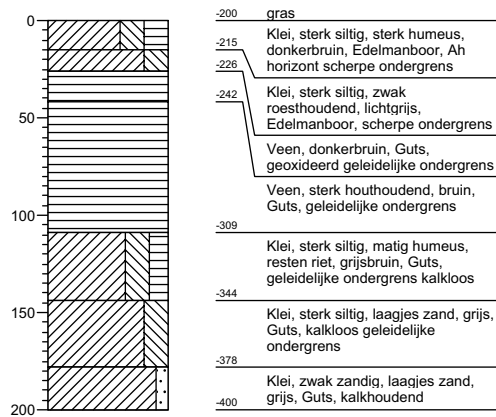 0
50
100
150
200
-200
gras
-215
Klei, sterk siltig, sterk humeus,
donkerbruin, Edelmanboor, Ah
horizont scherpe ondergrens
-226
Klei, sterk siltig, zwak
roesthoudend, lichtgrijs,
Edelmanboor, scherpe ondergrens
-242
Veen, donkerbruin, Guts,
geoxideerd geleidelijke ondergrens
Veen, sterk houthoudend, bruin,
Guts, geleidelijke ondergrens
-309
Klei, sterk siltig, matig humeus,
resten riet, grijsbruin, Guts,
geleidelijke ondergrens kalkloos
-344
Klei, sterk siltig, laagjes zand, grijs,
Guts, kalkloos geleidelijke
ondergrens
-378
Klei, zwak zandig, laagjes zand,
grijs, Guts, kalkhoudend
-400